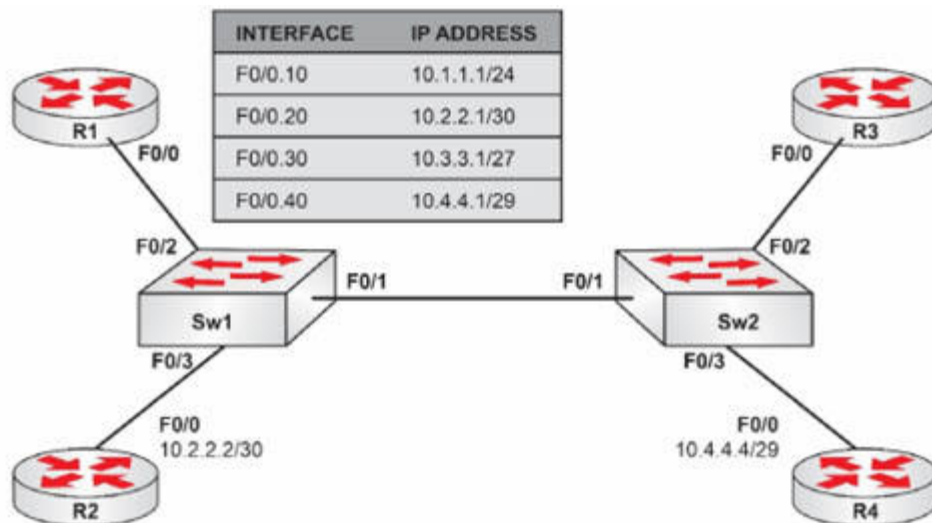 INTERFACE IP ADDRESS
F0/0.10 10.1.1.1/24
F0/0.20 10.2.2.1/30
F0/0.30 10.3.3.1/27
F0/0.40 10.4.4.1/29
R1
F0/0
R3
F0/0
F0/2
F0/2
F0/1
F0/1
Sw1
Sw2
F0/3
F0/3
F0/0
10.2.2.2/30
F0/0
10.4.4.4/29
R2
R4